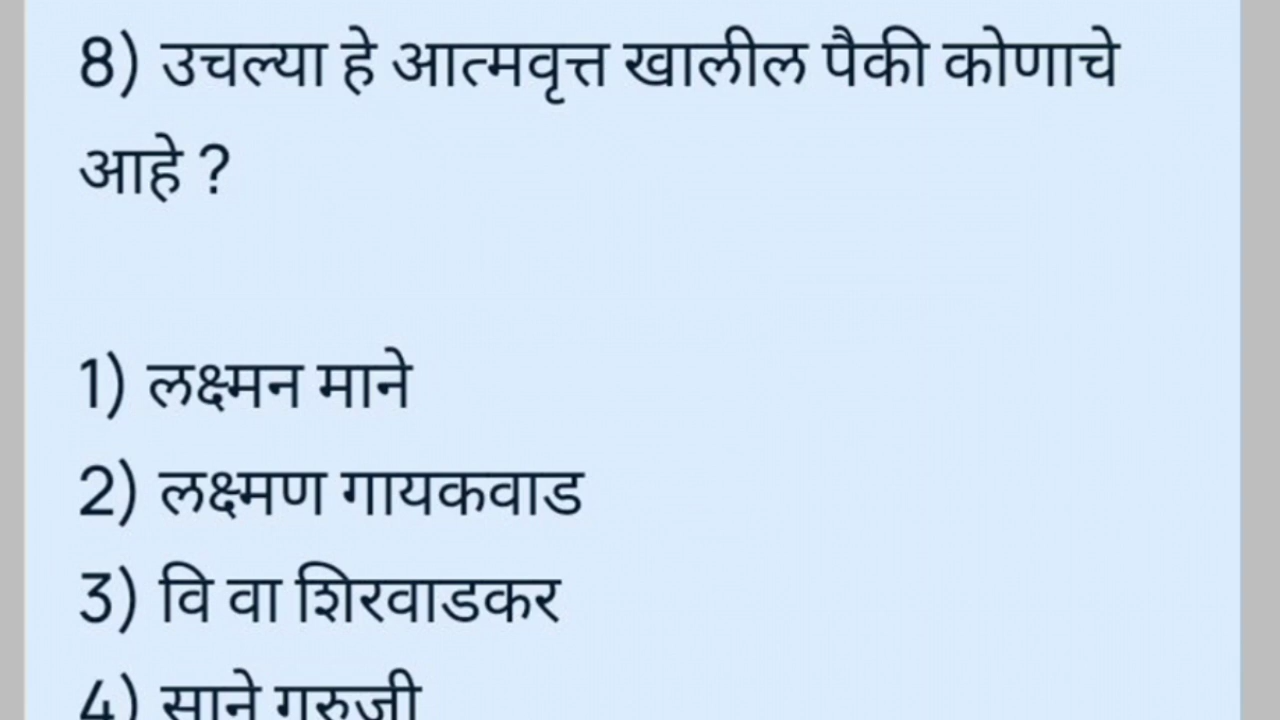 8) उचल्या हे आत्मवृत्त खालील पैकी कोणाचे
आहे ?
1) लक्ष्मन माने
2) लक्ष्मण गायकवाड
3) वि वा शिरवाडकर
4) साने गुरुजी